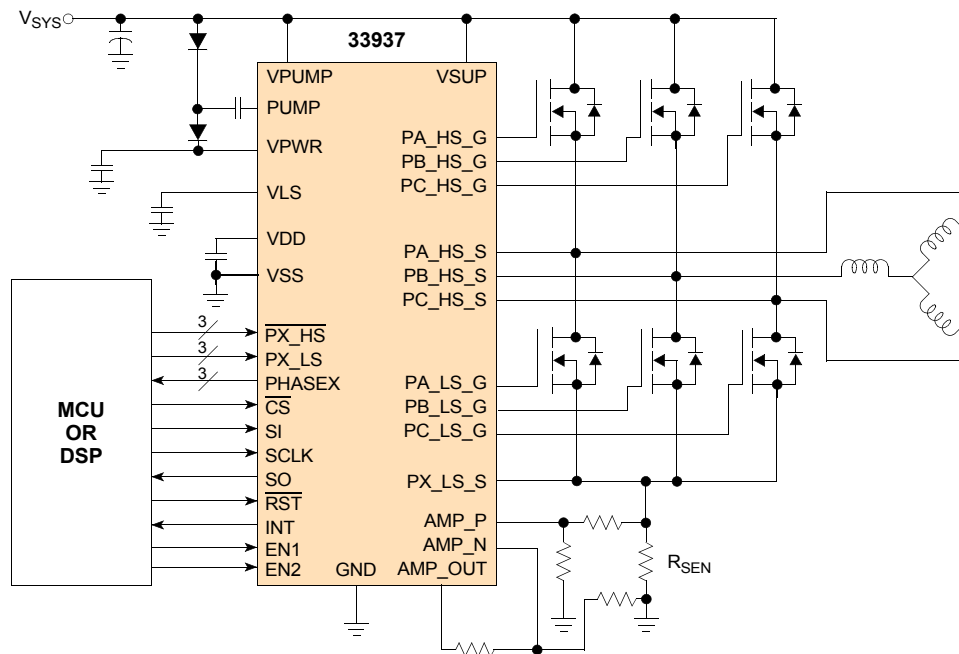 VSYS
33937
VPUMP
VSUP
PUMP
VPWR
VLS
VDD
VSS
PA_HS_G
PB_HS_G
PC_HS_G
PA_HS_S
PB_HS_S
PC_HS_S
MCU
OR
DSP
3
3
3
PX_HS
PX_LS
PHASEX
CS
SI
SCLK
SO
RST
INT
EN1
EN2
GND
PA_LS_G
PB_LS_G
PC_LS_G
PX_LS_S
AMP_P
AMP_N
AMP_OUT
RSEN